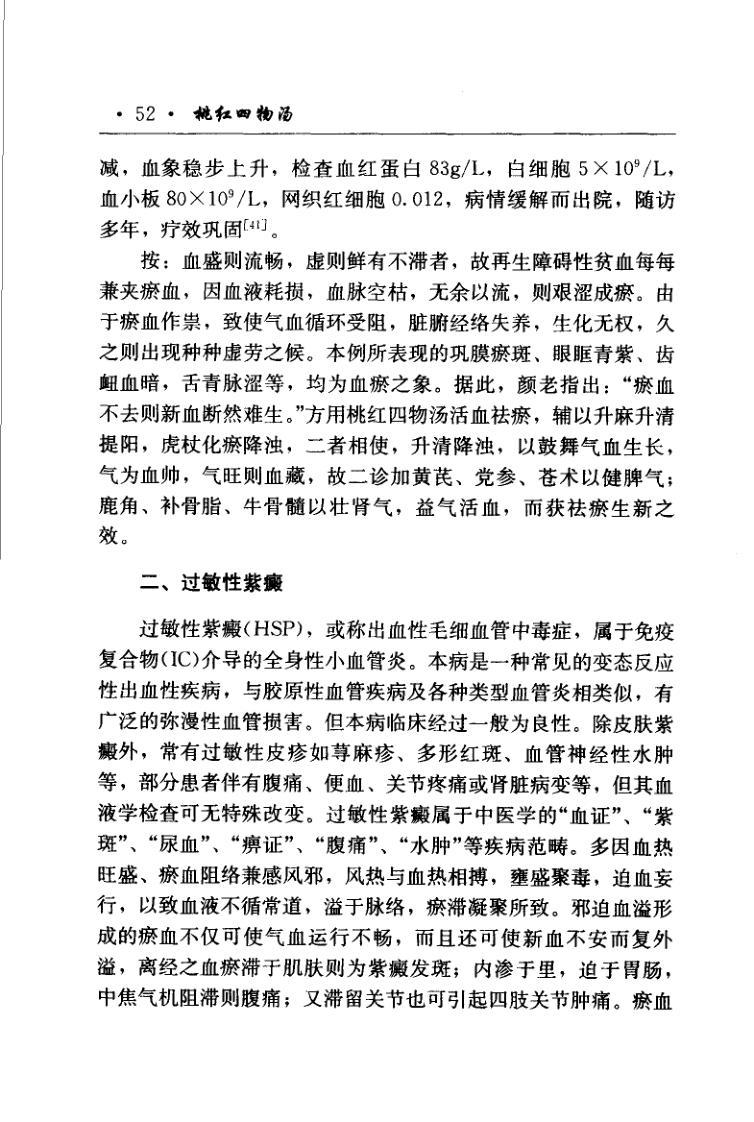 · 52 · 桃红四物汤
减，血象稳步上升，检查血红蛋白 83g/L，白细胞 5×10⁹/L，
血小板 80×10⁹/L，网织红细胞 0.012，病情缓解而出院，随访
多年，疗效巩固[41]。
按：血盛则流畅，虚则鲜有不滞者，故再生障碍性贫血每每
兼夹瘀血，因血液耗损，血脉空枯，无余以流，则艰涩成瘀。由
于瘀血作祟，致使气血循环受阻，脏腑经络失养，生化无权，久
之则出现种种虚劳之候。本例所表现的巩膜瘀斑、眼眶青紫、齿
衄血暗，舌青脉涩等，均为血瘀之象。据此，颜老指出：“瘀血
不去则新血断然难生。”方用桃红四物汤活血祛瘀，辅以升麻升清
提阳，虎杖化瘀降浊，二者相使，升清降浊，以鼓舞气血生长，
气为血帅，气旺则血藏，故二诊加黄芪、党参、苍术以健脾气；
鹿角、补骨脂、牛骨髓以壮肾气，益气活血，而获祛瘀生新之
效。
二、过敏性紫癜
过敏性紫癜(HSP)，或称出血性毛细血管中毒症，属于免疫
复合物(IC)介导的全身性小血管炎。本病是一种常见的变态反应
性出血性疾病，与胶原性血管疾病及各种类型血管炎相类似，有
广泛的弥漫性血管损害。但本病临床经过一般为良性。除皮肤紫
癜外，常有过敏性皮疹如荨麻疹、多形红斑、血管神经性水肿
等，部分患者伴有腹痛、便血、关节疼痛或肾脏病变等，但其血
液学检查可无特殊改变。过敏性紫癜属于中医学的“血证”、“紫
斑”、“尿血”、“痹证”、“腹痛”、“水肿”等疾病范畴。多因血热
旺盛、瘀血阻络兼感风邪，风热与血热相搏，壅盛聚毒，迫血妄
行，以致血液不循常道，溢于脉络，瘀滞凝聚所致。邪迫血溢形
成的瘀血不仅可使气血运行不畅，而且还可使新血不安而复外
溢，离经之血瘀滞于肌肤则为紫癜发斑；内渗于里，迫于胃肠，
中焦气机阻滞则腹痛；又滞留关节也可引起四肢关节肿痛。瘀血